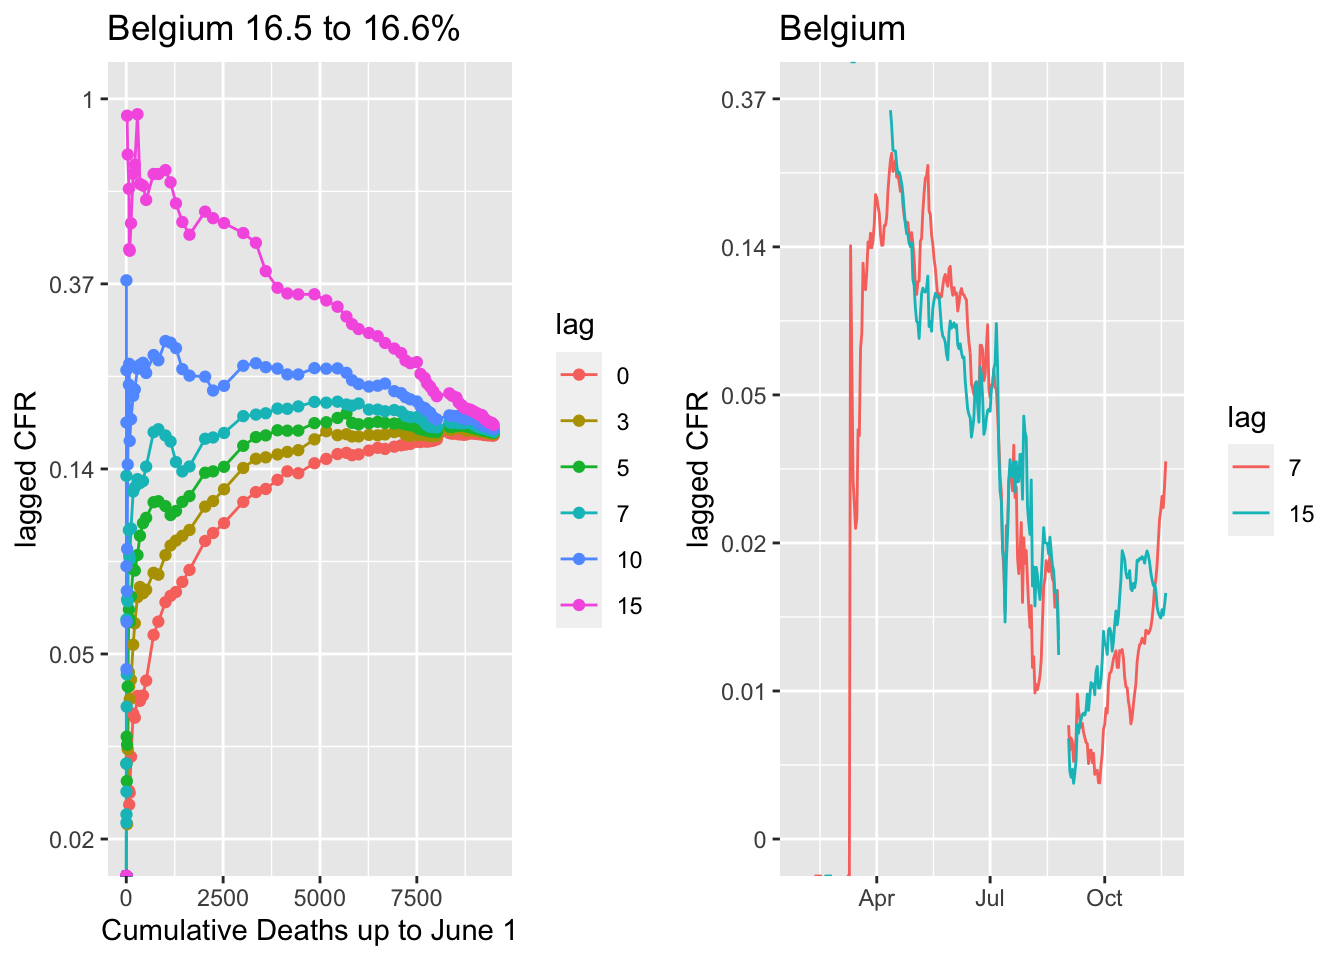 Belgium 16.5 to 16.6%
lagged CFR
1
0.37
0.14
0.05
0.02
0
2500
5000
7500
Cumulative Deaths up to June 1
lag
0
3
5
7
10
15
Belgium
lagged CFR
0.37
0.14
0.05
0.02
0.01
0
Apr
Jul
Oct
lag
7
15